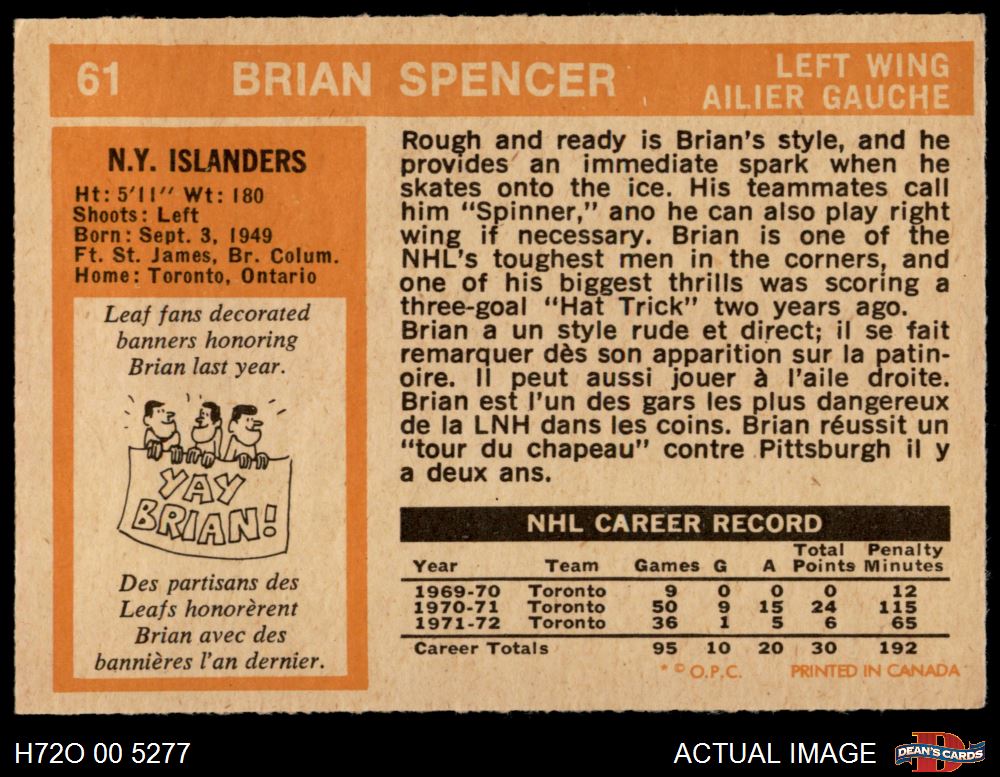 61
BRIAN SPENCER
LEFT WING
AILIER GAUCHE
N.Y. ISLANDERS
Ht: 5'11" Wt: 180
Shoots: Left
Born: Sept. 3, 1949
Ft. St. James, Br. Colum.
Home: Toronto, Ontario
Leaf fans decorated
banners honoring
Brian last year.
YAY
BRIAN!
Des partisans des
Leafs honorèrent
Brian avec des
bannières l'an dernier.
Rough and ready is Brian's style, and he
provides an immediate spark when he
skates onto the ice. His teammates call
him "Spinner," ano he can also play right
wing if necessary. Brian is one of the
NHL's toughest men in the corners, and
one of his biggest thrills was scoring a
three-goal "Hat Trick" two years ago.
Brian a un style rude et direct; il se fait
remarquer dès son apparition sur la patin-
oire. Il peut aussi jouer à l'aile droite.
Brian est l'un des gars les plus dangereux
de la LNH dans les coins. Brian réussit un
"tour du chapeau" contre Pittsburgh il y
a deux ans.
NHL CAREER RECORD
Year Team Games G A Total Points Penalty Minutes
1969-70 Toronto 9 0 0 0 12
1970-71 Toronto 50 9 15 24 115
1971-72 Toronto 36 1 5 6 65
Career Totals 95 10 20 30 192
* © O.P.C. PRINTED IN CANADA
H72O 00 5277
ACTUAL IMAGE
DEAN'S CARDS